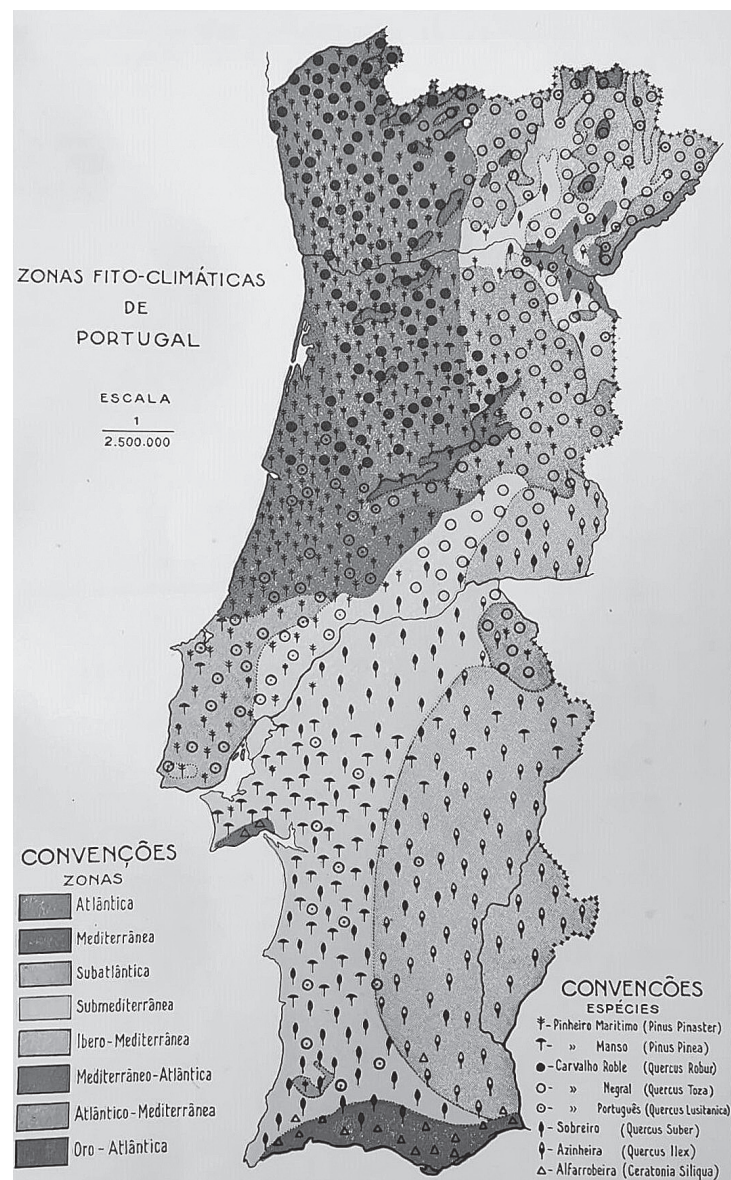 ZONAS FITO-CLIMÁTICAS
DE
PORTUGAL
ESCALA
1
2.500.000
CONVENÇÕES
ZONAS
Atlântica
Mediterrânea
Subatlântica
Submediterrânea
Ibero-Mediterrânea
Mediterrâneo-Atlântica
Atlântico-Mediterrânea
Oro-Atlântica
CONVENCÕES
ESPÉCIES
- Pinheiro Maritimo (Pinus Pinaster)
- » Manso (Pinus Pinea)
- Carvalho Roble (Quercus Robur)
- » Negral (Quercus Toza)
- » Português (Quercus Lusitanica)
- Sobreiro (Quercus Suber)
- Azinheira (Quercus Ilex)
- Alfarrobeira (Ceratonia Siliqua)